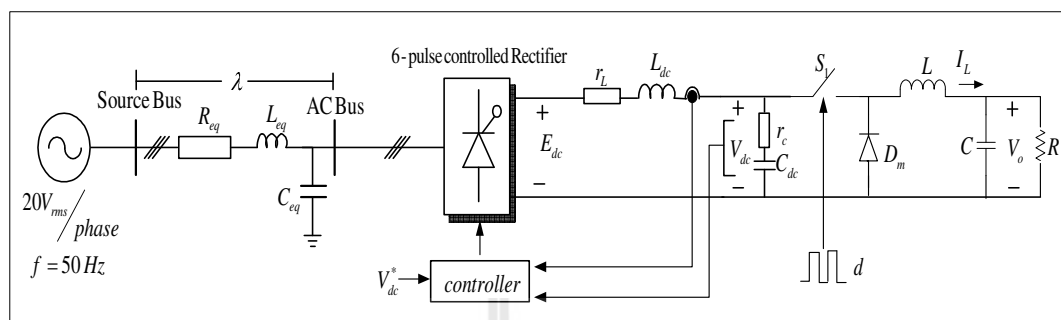 6-pulse controlled Rectifier
λ
Source Bus
AC Bus
R_eq
L_eq
C_eq
20V_rms/phase
f = 50 Hz
r_L
L_dc
+
E_dc
−
+
V_dc
−
r_c
C_dc
S_1
D_m
L
I_L
C
+
V_o
−
R
V_dc^*
controller
d